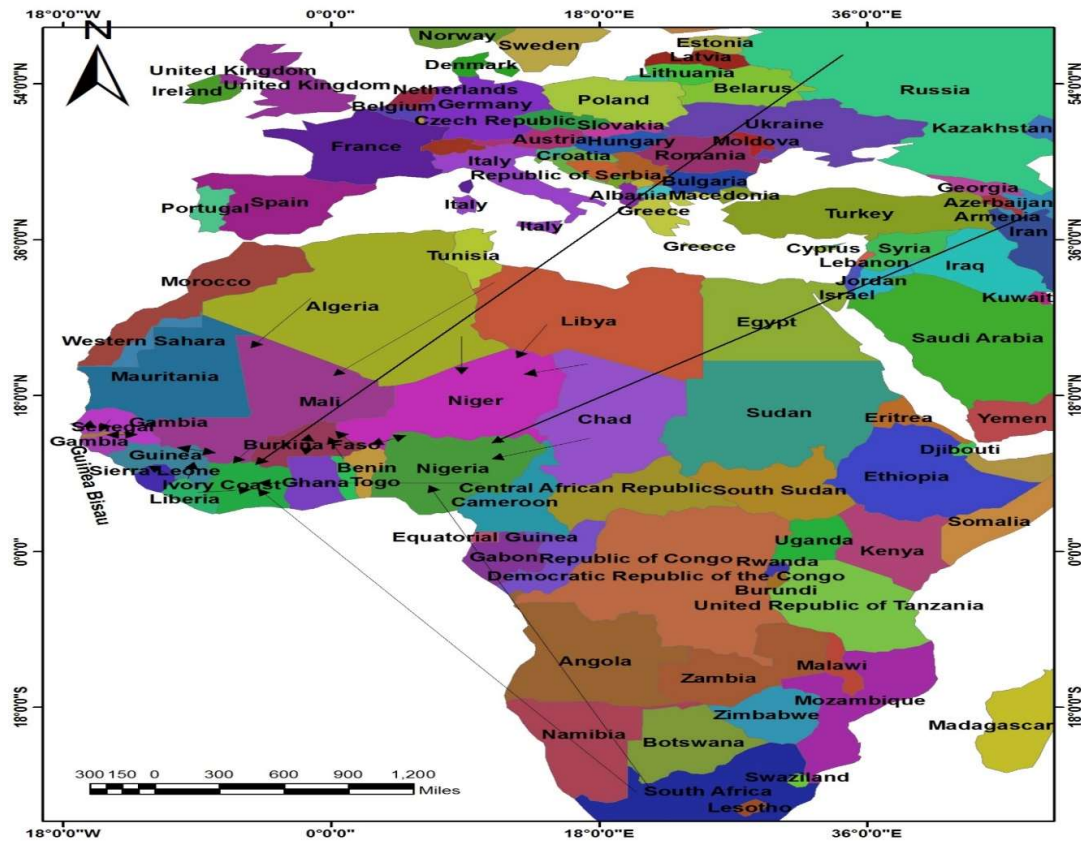 18°0'0"W 0°0'0" 18°0'0"E 36°0'0"E
N
Norway
Sweden
Estonia
Latvia
Denmark
Lithuania
United Kingdom
Ireland
United Kingdom
Netherlands
Belarus
Russia
54°0'0"N
54°0'0"N
Belgium
Germany
Poland
Czech Republic
Slovakia
Ukraine
Kazakhstan
France
Austria
Hungary
Moldova
Croatia
Romania
Italy
Republic of Serbia
Bulgaria
Georgia
Portugal
Spain
Italy
Albania
Macedonia
Azerbaijan
Greece
Turkey
Armenia
Italy
Iran
36°0'0"N
36°0'0"N
Tunisia
Greece
Cyprus
Syria
Lebanon
Iraq
Morocco
Jordan
Israel
Kuwait
Algeria
Libya
Egypt
Western Sahara
Saudi Arabia
Mauritania
Mali
Niger
18°0'0"N
18°0'0"N
Chad
Sudan
Eritrea
Yemen
Senegal
Gambia
Gambia
Burkina Faso
Djibouti
Guinea
Guinea Bisau
Sierra Leone
Benin
Nigeria
Ethiopia
Ivory Coast
Ghana
Togo
Central African Republic
South Sudan
Liberia
Cameroon
Somalia
Equatorial Guinea
Uganda
Kenya
0°0'0"
0°0'0"
Gabon
Republic of Congo
Rwanda
Democratic Republic of the Congo
Burundi
United Republic of Tanzania
Angola
Malawi
Zambia
Mozambique
18°0'0"S
18°0'0"S
Zimbabwe
Madagascar
Namibia
Botswana
300 150 0 300 600 900 1,200
Miles
Swaziland
South Africa
Lesotho
18°0'0"W 0°0'0" 18°0'0"E 36°0'0"E